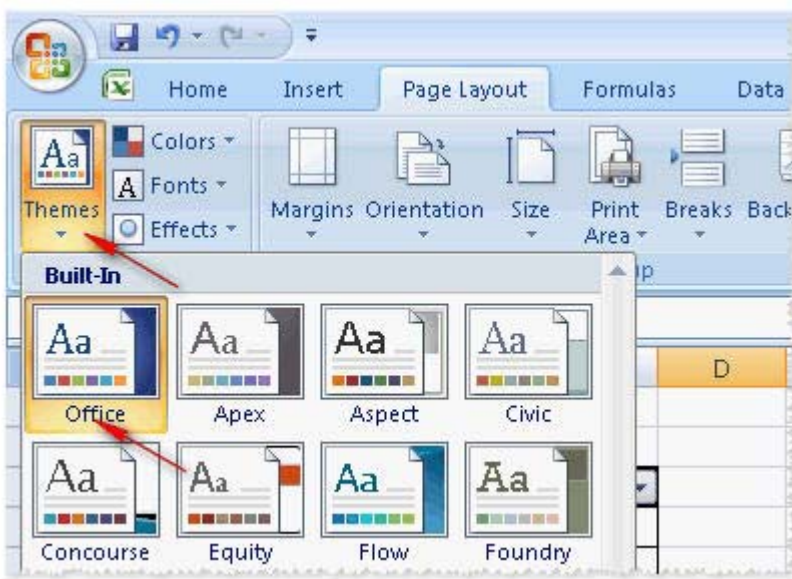 Home Insert Page Layout Formulas Data
Aa Colors
A Fonts
Themes Effects
Margins Orientation Size Print Area Breaks
Built-In
Aa Aa Aa Aa
D
Office Apex Aspect Civic
Aa Aa Aa Aa
Concourse Equity Flow Foundry